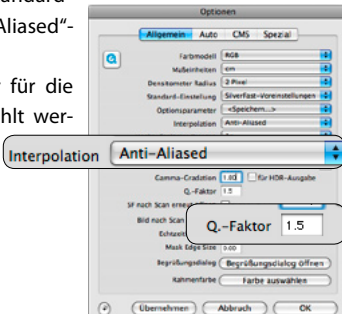 tandard
Aliased“-
für die
hlt wer-
Optionen
Allgemein Auto CMS Spezial
Farbmodell RGB
Maßeinheiten cm
Densitometer Radius 2 Pixel
Standard-Einstellung SilverFast-Voreinstellungen
Optionsparameter <Speichern...>
Interpolation Anti-Aliased
Interpolation Anti-Aliased
Gamma-Gradation 1.80 für HDR-Ausgabe
Q.-Faktor 1.5
SF nach Scan
Q.-Faktor 1.5
Bild nach Scan
Mask Edge Size 0.00
Begrüßungsdialog Begrüßungsdialog öffnen
Rahmenfarbe Farbe auswählen
Übernehmen Abbruch OK